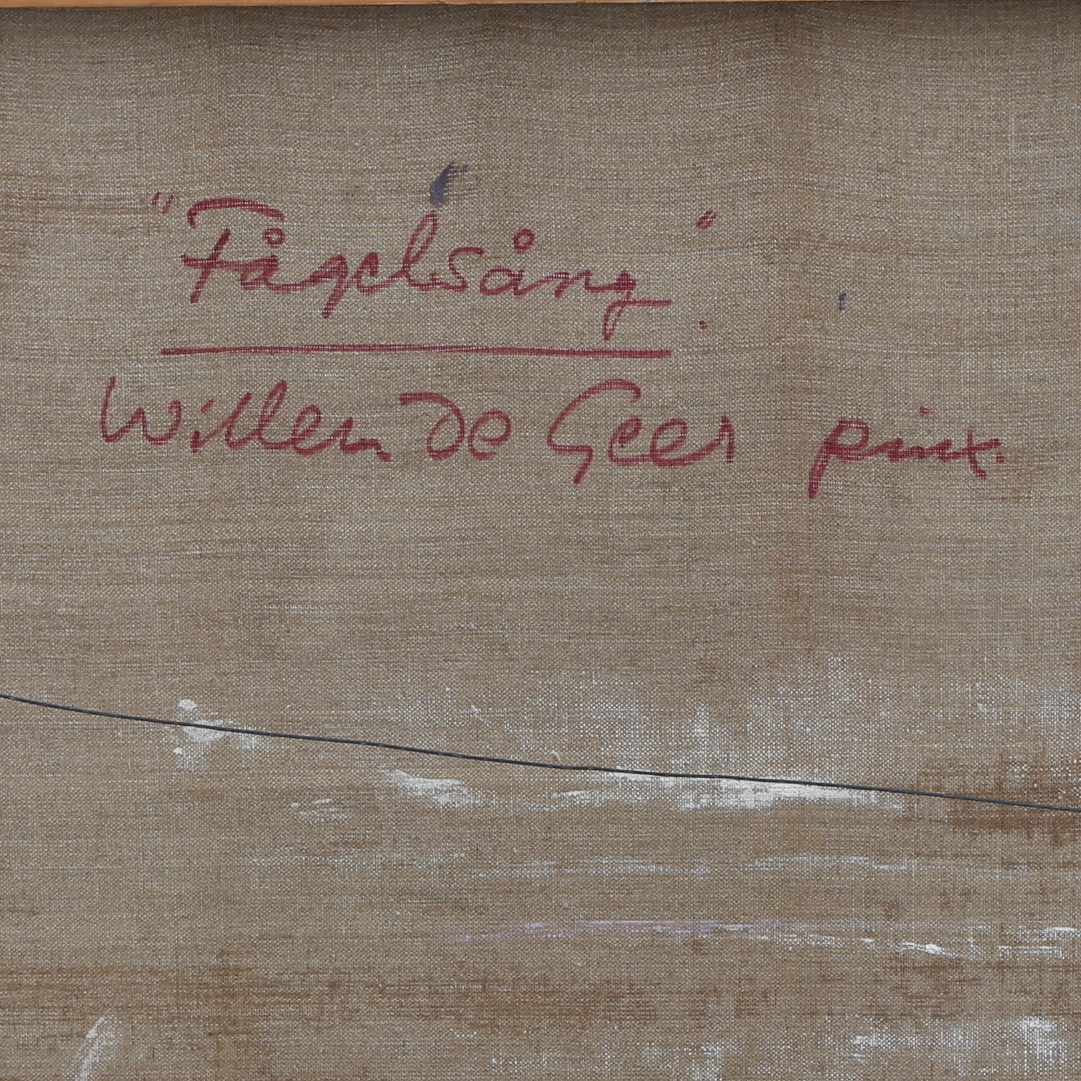 "Fågelsång".
Willem de Geer pinx.